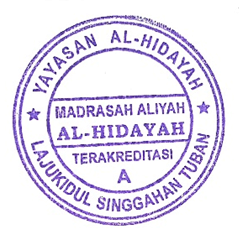 YAYASAN AL-HIDAYAH
MADRASAH ALIYAH
AL-HIDAYAH
TERAKREDITASI
A
LAJUKIDUL SINGGAHAN TUBAN